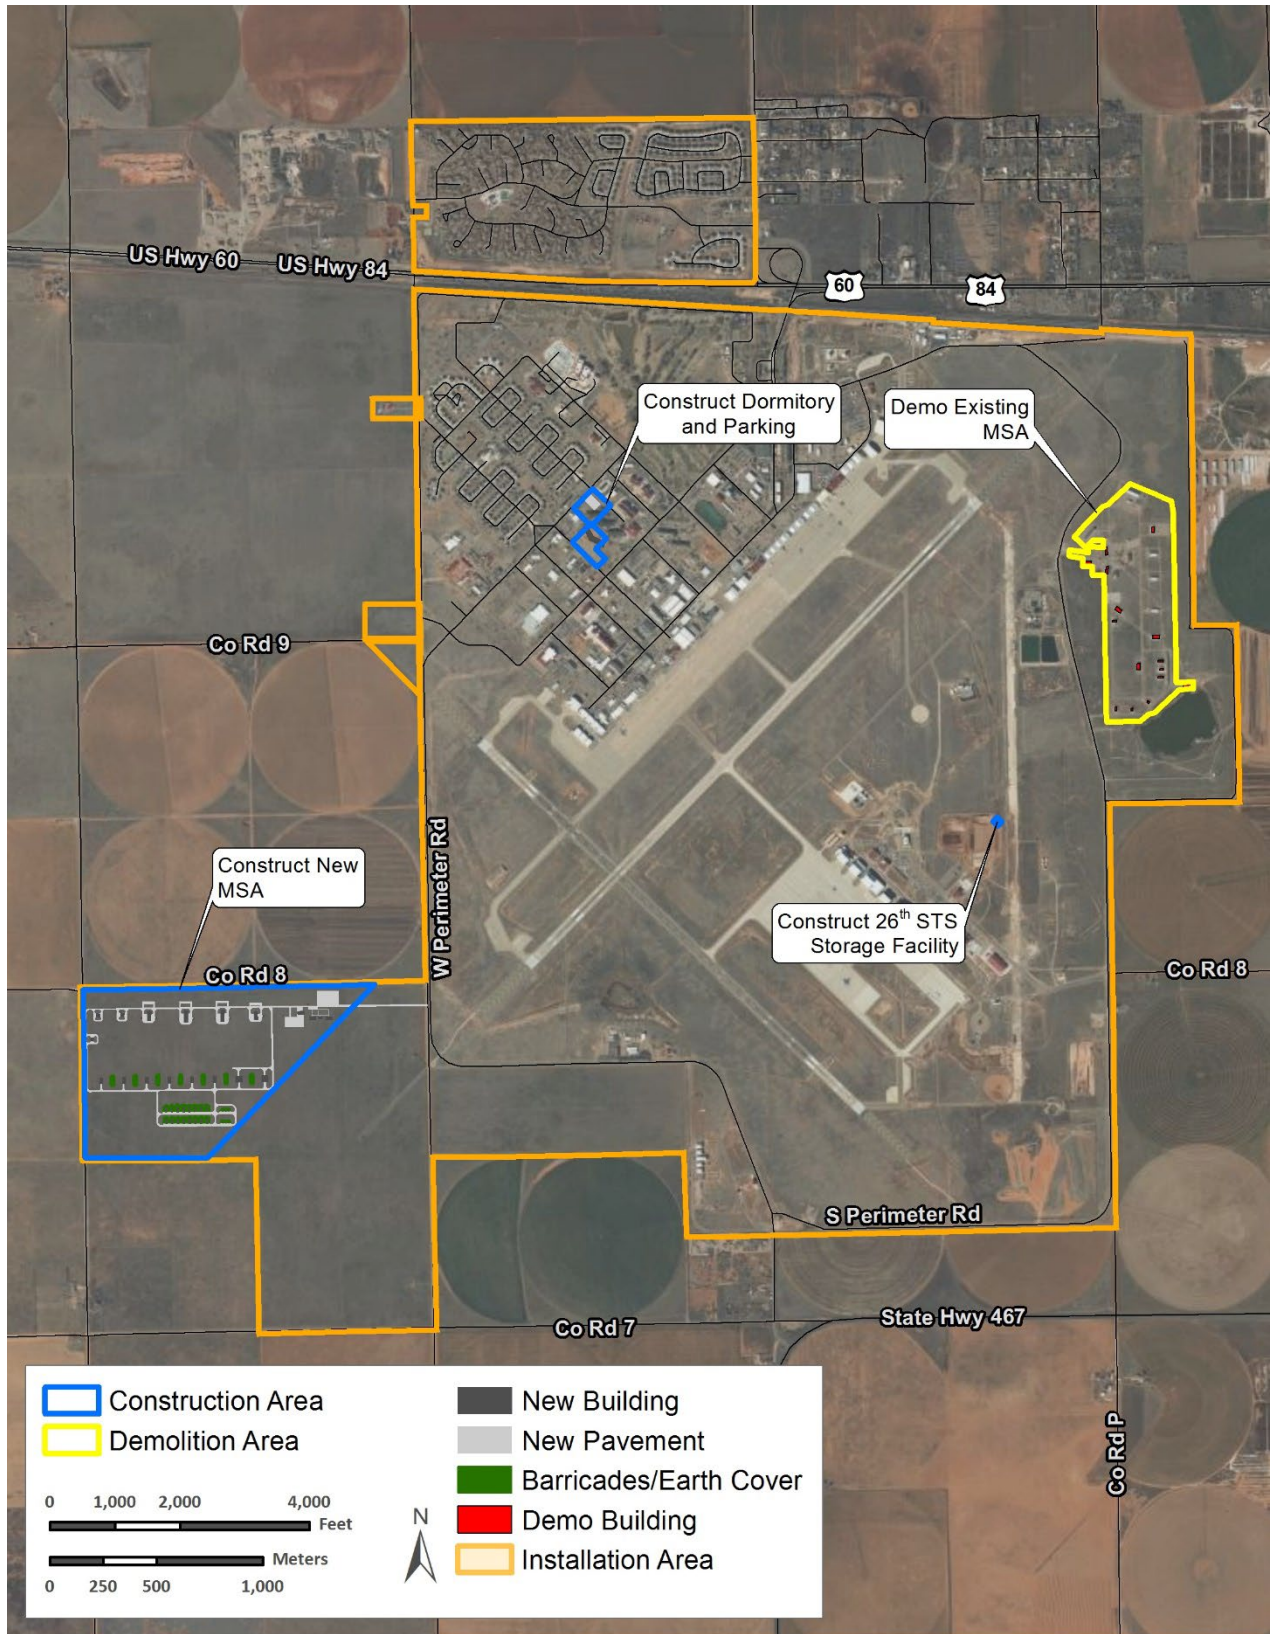 US Hwy 60
US Hwy 84
60
84
Construct Dormitory
and Parking
Demo Existing
MSA
Co Rd 9
W Perimeter Rd
Construct New
MSA
Construct 26th STS
Storage Facility
Co Rd 8
Co Rd 8
S Perimeter Rd
Co Rd 7
State Hwy 467
Co Rd P
Construction Area
Demolition Area
0 1,000 2,000 4,000
Feet
Meters
0 250 500 1,000
N
New Building
New Pavement
Barricades/Earth Cover
Demo Building
Installation Area